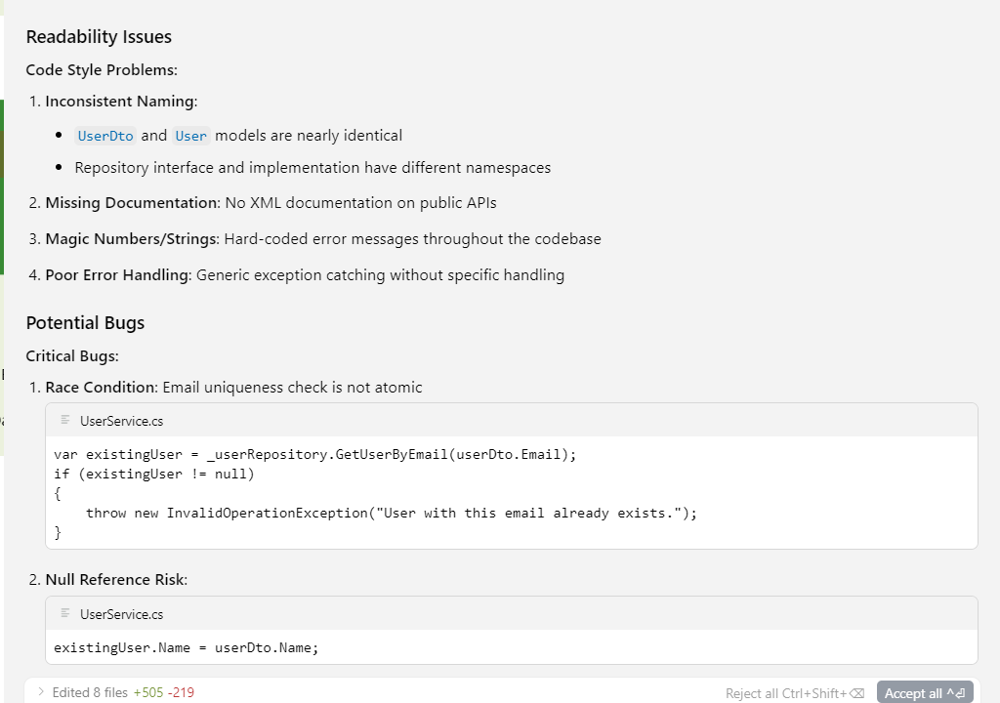 Readability Issues
Code Style Problems:
1. Inconsistent Naming:
• UserDto and User models are nearly identical
• Repository interface and implementation have different namespaces
2. Missing Documentation: No XML documentation on public APIs
3. Magic Numbers/Strings: Hard-coded error messages throughout the codebase
4. Poor Error Handling: Generic exception catching without specific handling
Potential Bugs
Critical Bugs:
1. Race Condition: Email uniqueness check is not atomic
UserService.cs
var existingUser = _userRepository.GetUserByEmail(userDto.Email);
if (existingUser != null)
{
    throw new InvalidOperationException("User with this email already exists.");
}
2. Null Reference Risk:
UserService.cs
existingUser.Name = userDto.Name;
Edited 8 files +505 -219
Reject all Ctrl+Shift+⌫ Accept all ^⏎